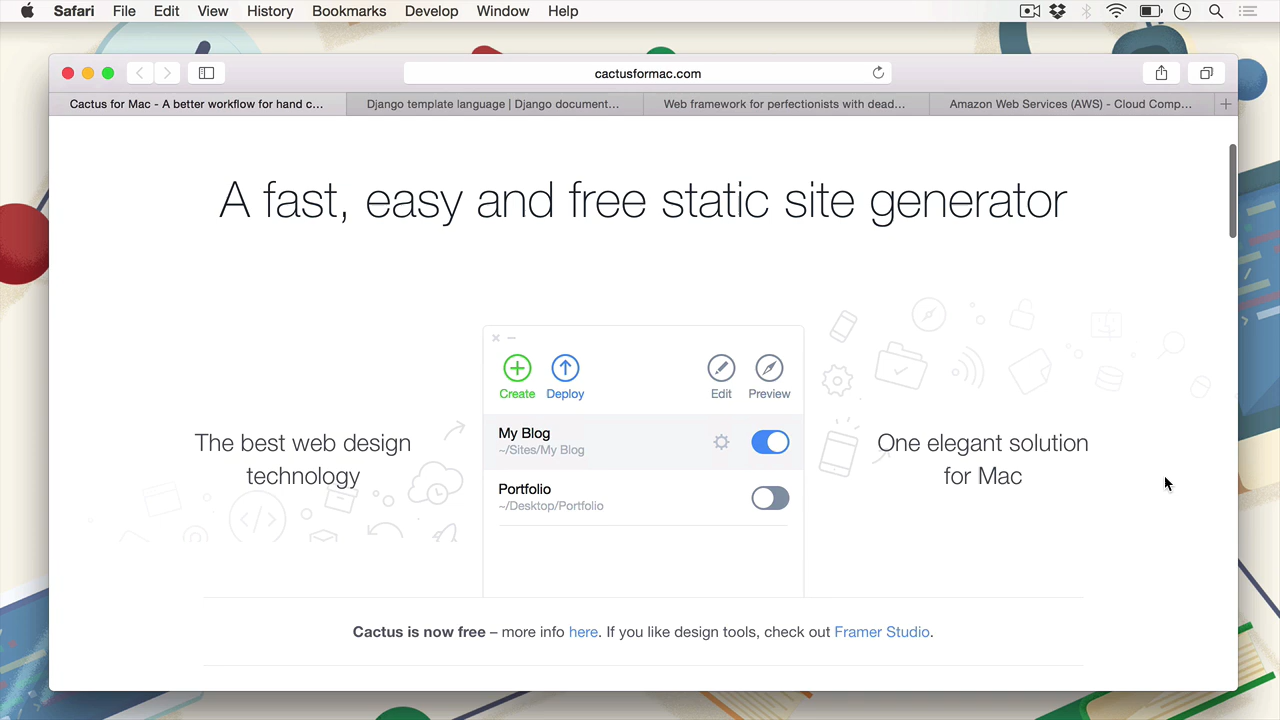 Safari File Edit View History Bookmarks Develop Window Help
cactusformac.com
Cactus for Mac - A better workflow for hand c...
Django template language | Django document...
Web framework for perfectionists with dead...
Amazon Web Services (AWS) - Cloud Comp...
A fast, easy and free static site generator
Create Deploy Edit Preview
The best web design
technology
My Blog
~/Sites/My Blog
Portfolio
~/Desktop/Portfolio
One elegant solution
for Mac
Cactus is now free – more info here. If you like design tools, check out Framer Studio.